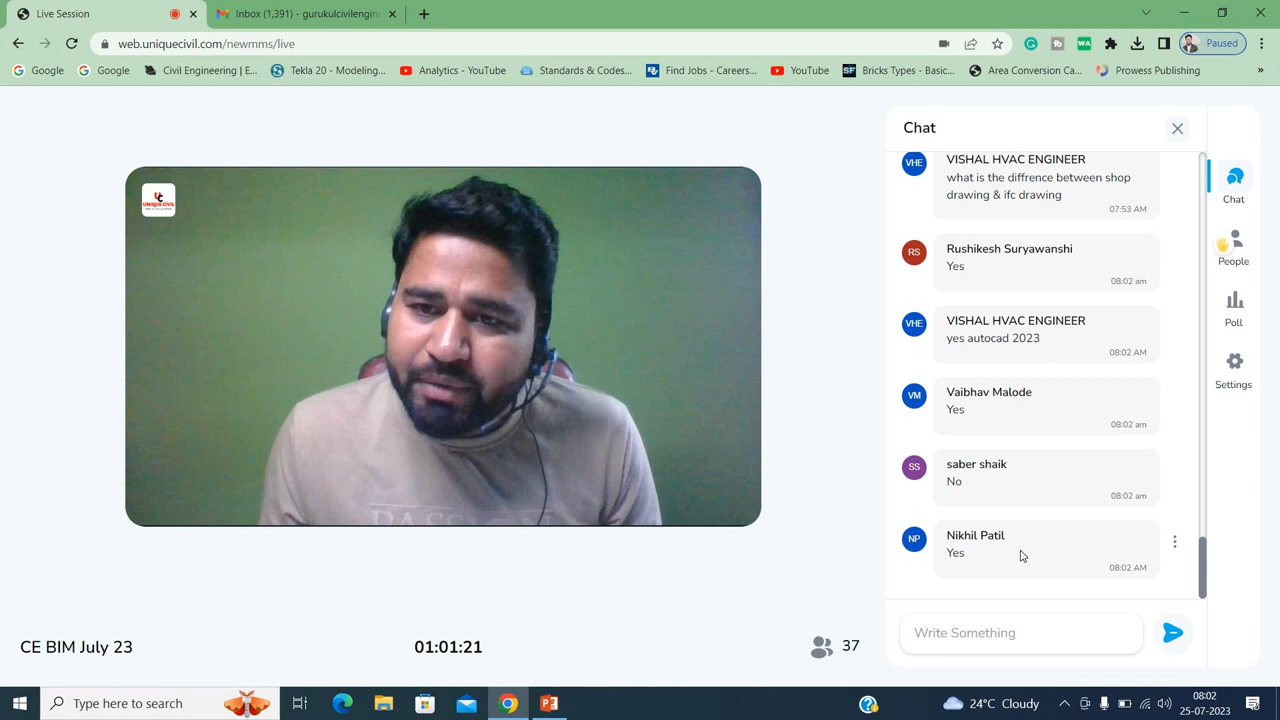 Live Session
Inbox (1,391) - gurukulcivilengine
web.uniquecivil.com/newmms/live
Paused
Google
Google
Civil Engineering | E...
Tekla 20 - Modeling...
Analytics - YouTube
Standards & Codes...
Find Jobs - Careers...
YouTube
SF
Bricks Types - Basic...
Area Conversion Ca...
Prowess Publishing
»
WA
UC
UNIQUE CIVIL
CE BIM July 23
01:01:21
37
Chat
VHE
VISHAL HVAC ENGINEER
what is the diffrence between shop
drawing & ifc drawing
07:53 AM
RS
Rushikesh Suryawanshi
Yes
08:02 am
VHE
VISHAL HVAC ENGINEER
yes autocad 2023
08:02 AM
VM
Vaibhav Malode
Yes
08:02 am
SS
saber shaik
No
08:02 am
NP
Nikhil Patil
Yes
08:02 AM
Write Something
Chat
People
Poll
Settings
Type here to search
24°C Cloudy
08:02
25-07-2023